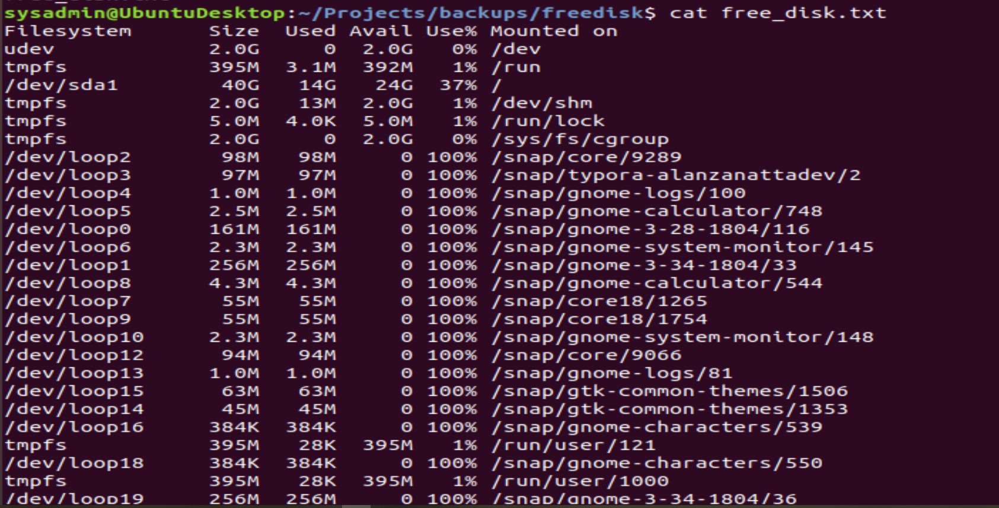 sysadmin@UbuntuDesktop:~/Projects/backups/freedisk$ cat free_disk.txt
Filesystem      Size  Used Avail Use% Mounted on
udev            2.0G     0  2.0G   0% /dev
tmpfs           395M  3.1M  392M   1% /run
/dev/sda1        40G   14G   24G  37% /
tmpfs           2.0G   13M  2.0G   1% /dev/shm
tmpfs           5.0M  4.0K  5.0M   1% /run/lock
tmpfs           2.0G     0  2.0G   0% /sys/fs/cgroup
/dev/loop2       98M   98M     0 100% /snap/core/9289
/dev/loop3       97M   97M     0 100% /snap/typora-alanzanattadev/2
/dev/loop4      1.0M  1.0M     0 100% /snap/gnome-logs/100
/dev/loop5      2.5M  2.5M     0 100% /snap/gnome-calculator/748
/dev/loop0      161M  161M     0 100% /snap/gnome-3-28-1804/116
/dev/loop6      2.3M  2.3M     0 100% /snap/gnome-system-monitor/145
/dev/loop1      256M  256M     0 100% /snap/gnome-3-34-1804/33
/dev/loop8      4.3M  4.3M     0 100% /snap/gnome-calculator/544
/dev/loop7       55M   55M     0 100% /snap/core18/1265
/dev/loop9       55M   55M     0 100% /snap/core18/1754
/dev/loop10     2.3M  2.3M     0 100% /snap/gnome-system-monitor/148
/dev/loop12      94M   94M     0 100% /snap/core/9066
/dev/loop13     1.0M  1.0M     0 100% /snap/gnome-logs/81
/dev/loop15      63M   63M     0 100% /snap/gtk-common-themes/1506
/dev/loop14      45M   45M     0 100% /snap/gtk-common-themes/1353
/dev/loop16     384K  384K     0 100% /snap/gnome-characters/539
tmpfs           395M   28K  395M   1% /run/user/121
/dev/loop18     384K  384K     0 100% /snap/gnome-characters/550
tmpfs           395M   28K  395M   1% /run/user/1000
/dev/loop19     256M  256M     0 100% /snap/gnome-3-34-1804/36